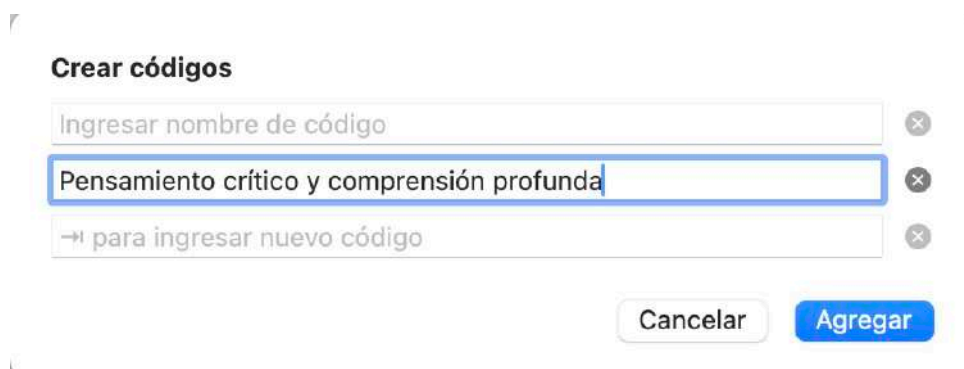 Crear códigos
Ingresar nombre de código
Pensamiento crítico y comprensión profunda
⇥ para ingresar nuevo código
Cancelar Agregar